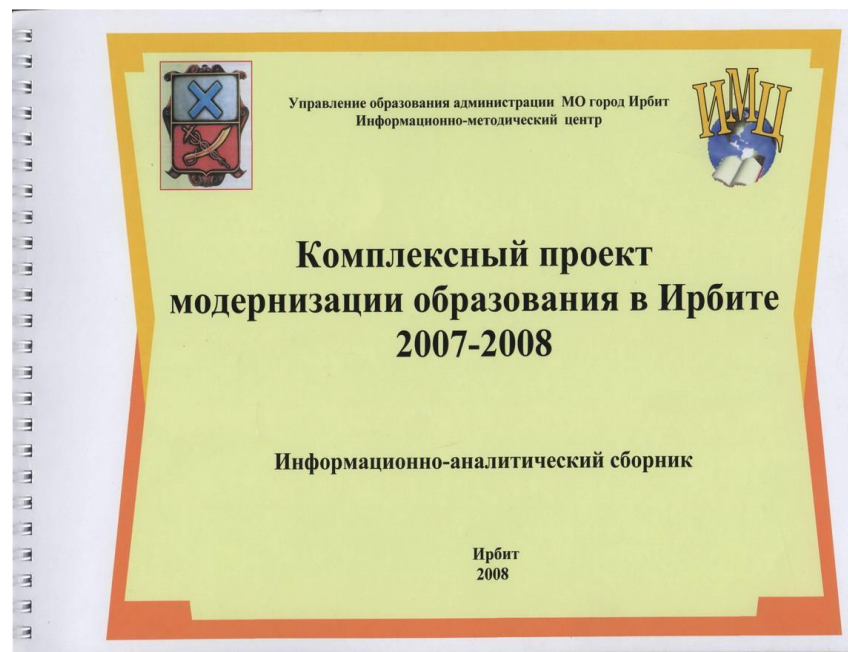 Управление образования администрации МО город Ирбит
Информационно-методический центр
ИМЦ
Комплексный проект
модернизации образования в Ирбите
2007-2008
Информационно-аналитический сборник
Ирбит
2008